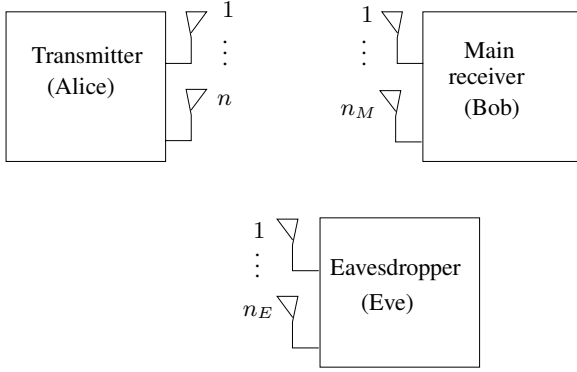 Transmitter
(Alice)
1
⋮
n
1
⋮
n_M
Main
receiver
(Bob)
1
⋮
n_E
Eavesdropper
(Eve)